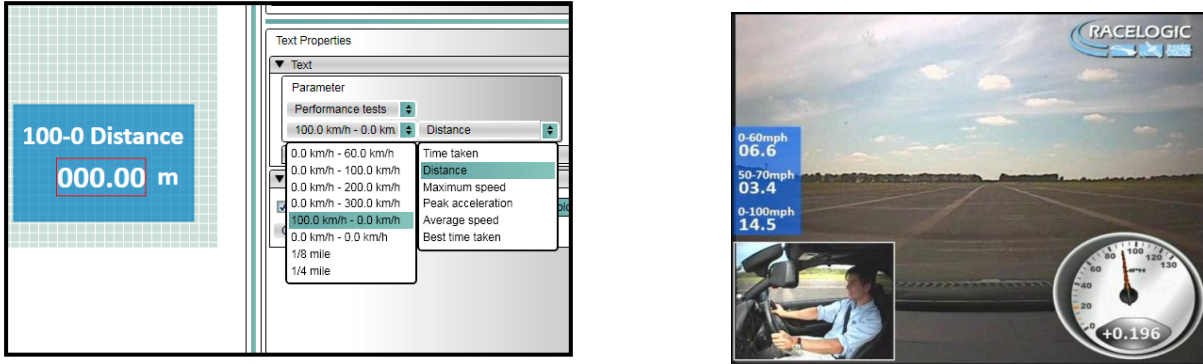 Text Properties
Text
Parameter
Performance tests
100.0 km/h - 0.0 km
Distance
0.0 km/h - 60.0 km/h
0.0 km/h - 100.0 km/h
0.0 km/h - 200.0 km/h
0.0 km/h - 300.0 km/h
100.0 km/h - 0.0 km/h
0.0 km/h - 0.0 km/h
1/8 mile
1/4 mile
Time taken
Distance
Maximum speed
Peak acceleration
Average speed
Best time taken
100-0 Distance
000.00 m
RACELOGIC
0-60mph
06.6
50-70mph
03.4
0-100mph
14.5
0
20
40
60
80
100
120
130
MPH
+0.196